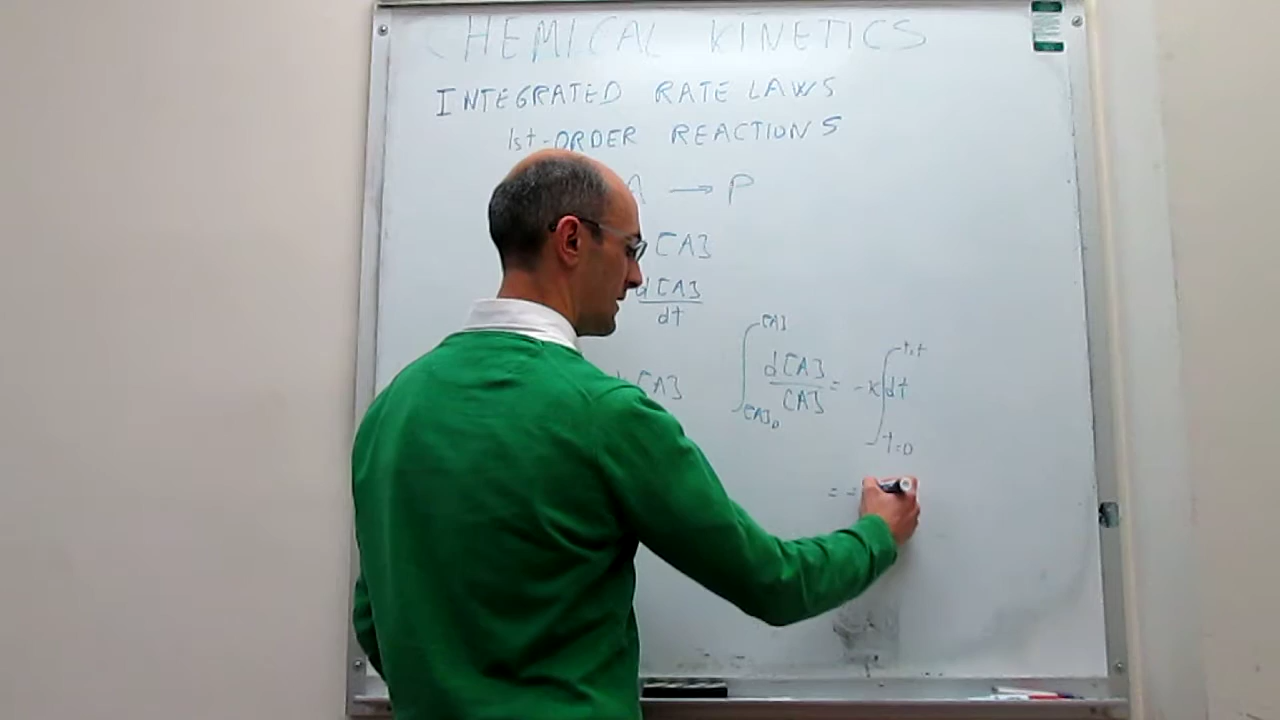 CHEMICAL KINETICS
INTEGRATED RATE LAWS
1st-ORDER REACTIONS
A → P
[A]
d[A]
dt
[A]
[A]
d[A]
[A]
= -k
dt
[A]0
t=0
= -